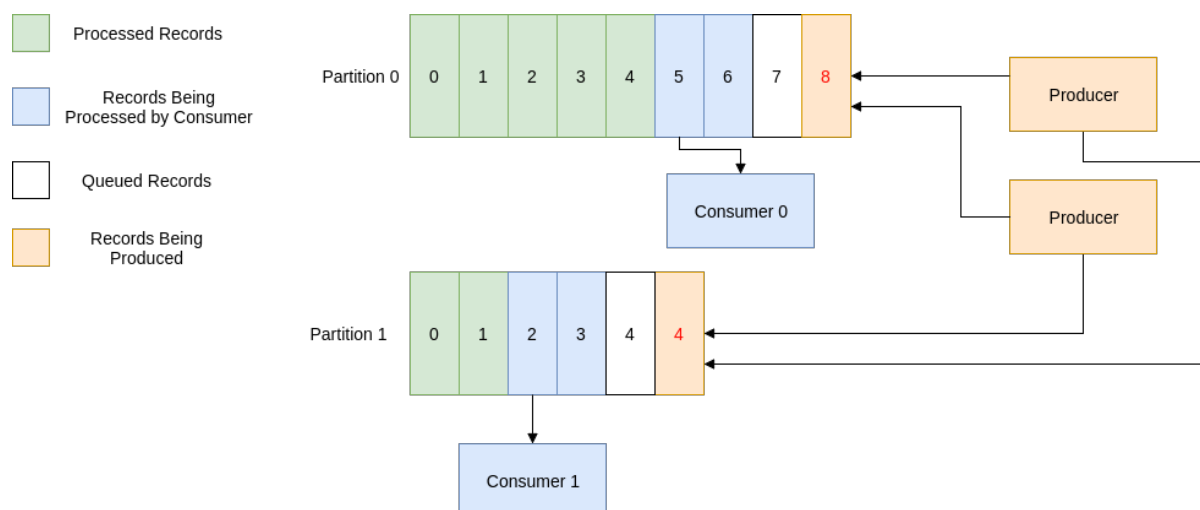 Processed Records
Records Being
Processed by Consumer
Queued Records
Records Being
Produced
Partition 0
0 1 2 3 4 5 6 7 8
Producer
Consumer 0
Producer
Partition 1
0 1 2 3 4 4
Consumer 1